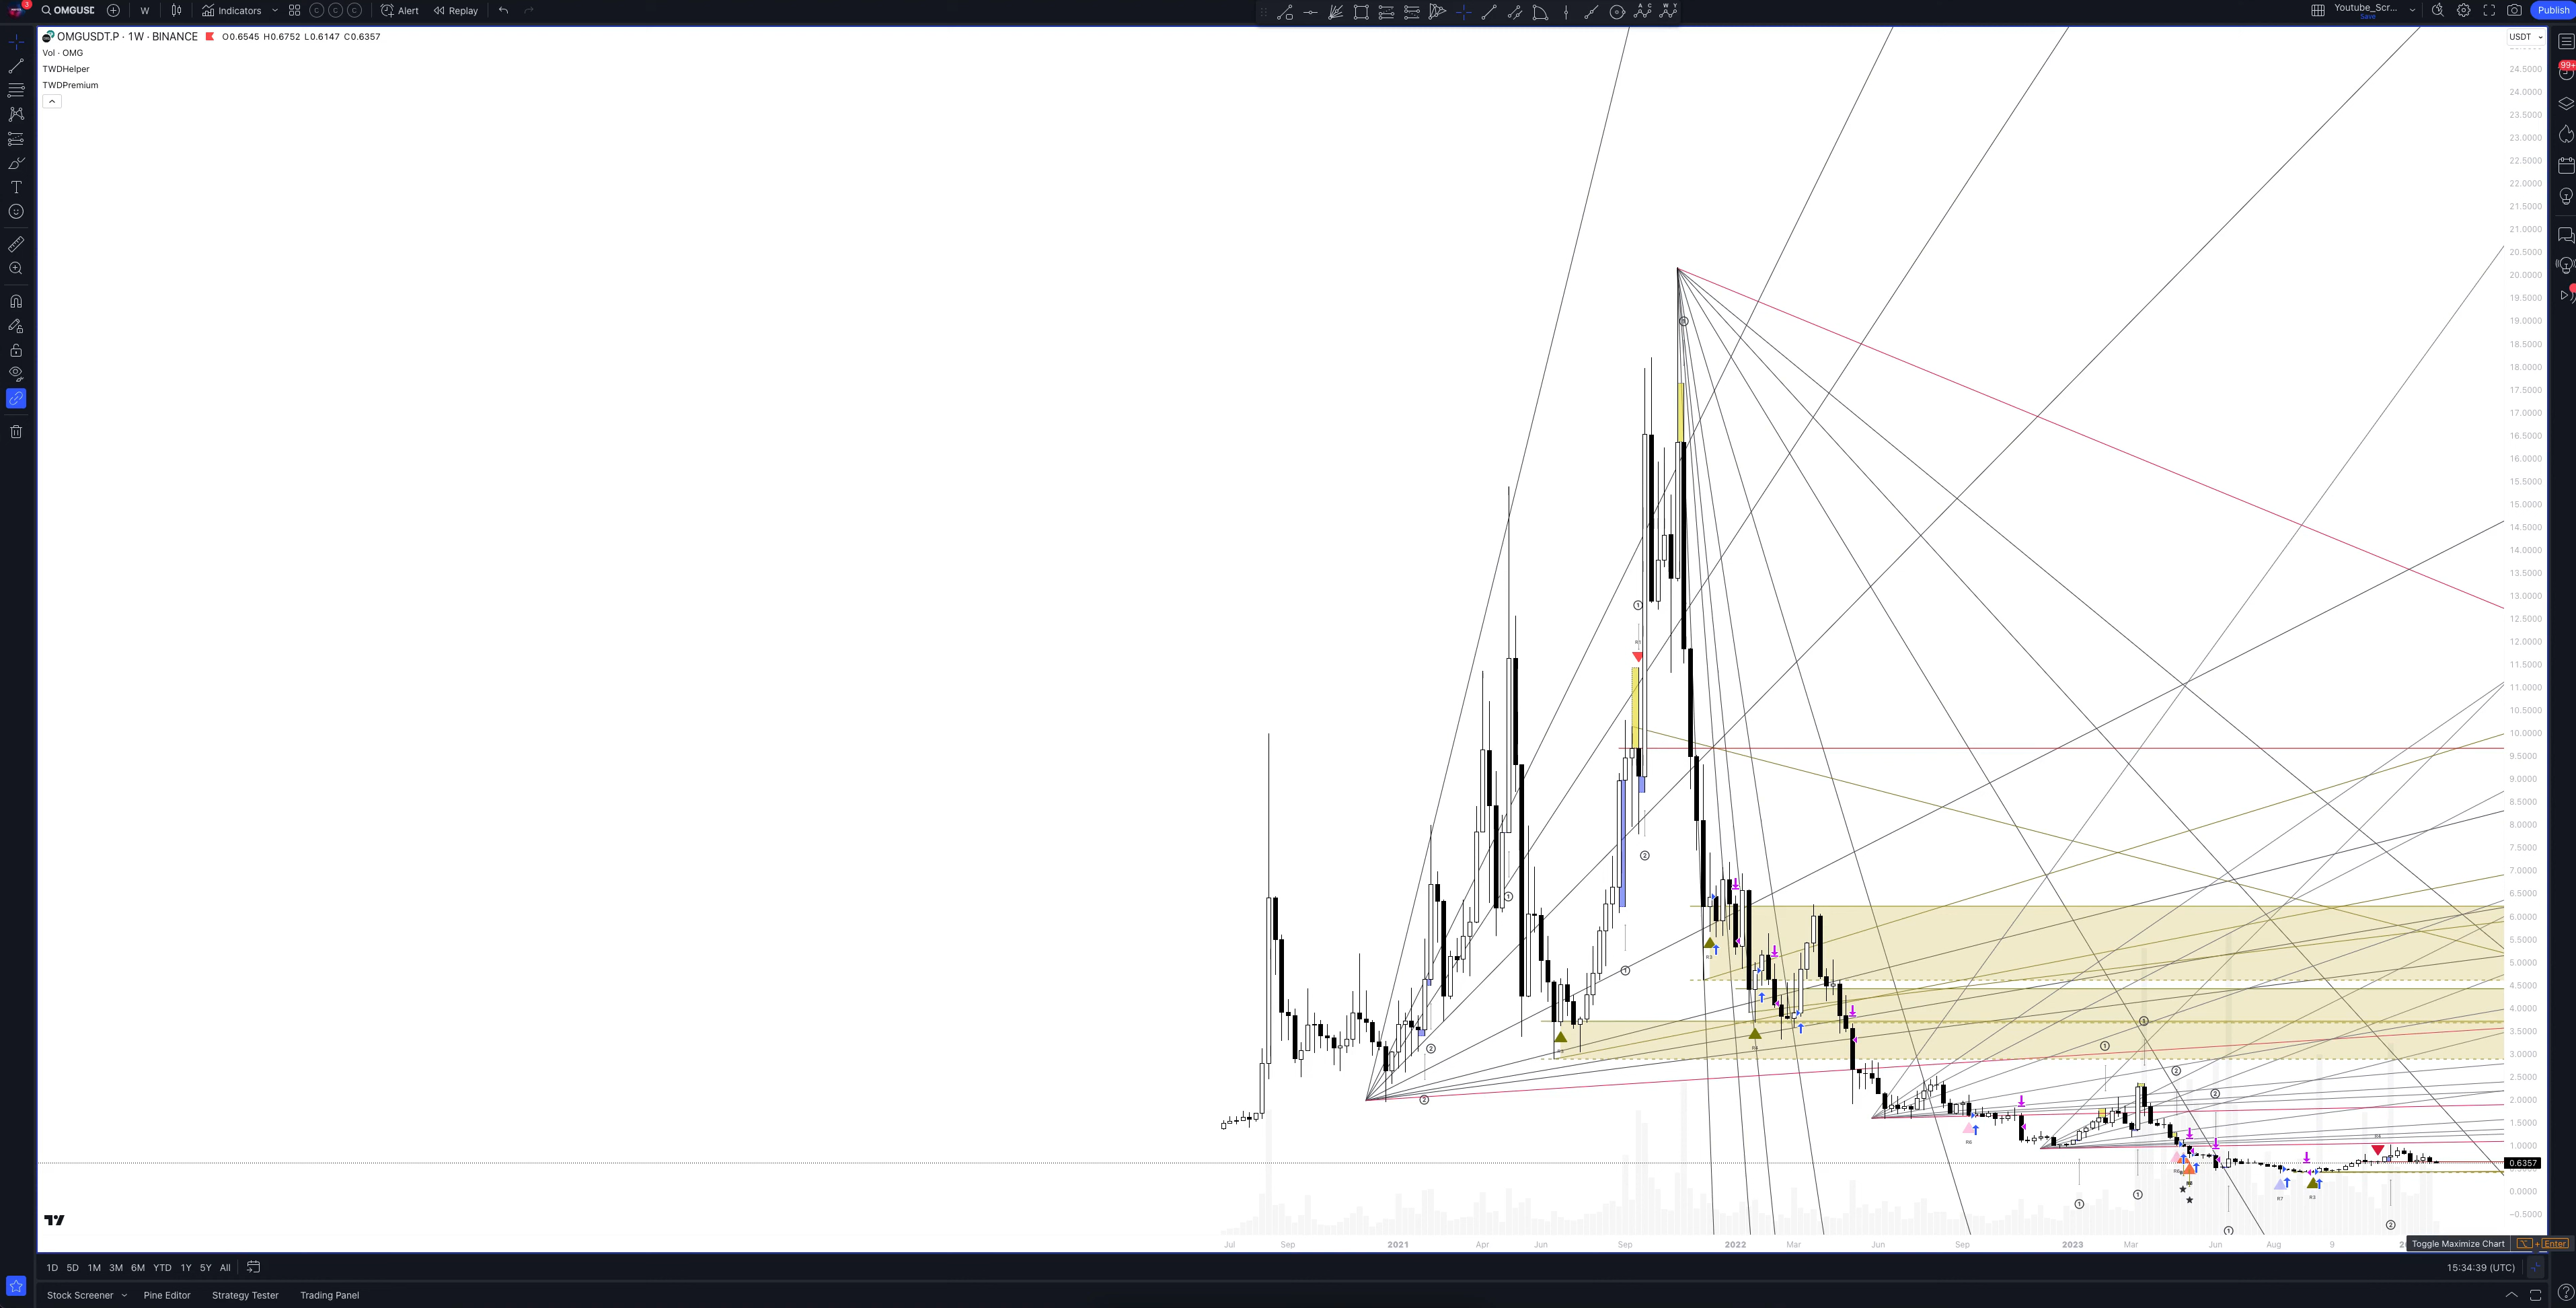 3
OMGUSD
W
Indicators
Alert
Replay
Youtube_Scr...
Save
Publish
OMGUSDT.P · 1W · BINANCE O0.6545 H0.6752 L0.6147 C0.6357
USDT
Vol · OMG
TWDHelper
TWDPremium
99+
24.5000
24.0000
23.5000
23.0000
22.5000
22.0000
21.5000
21.0000
20.5000
20.0000
19.5000
19.0000
18.5000
18.0000
17.5000
17.0000
16.5000
16.0000
15.5000
15.0000
14.5000
14.0000
13.5000
13.0000
12.5000
12.0000
11.5000
11.0000
10.5000
10.0000
9.5000
9.0000
8.5000
8.0000
7.5000
7.0000
6.5000
6.0000
5.5000
5.0000
4.5000
4.0000
3.5000
3.0000
2.5000
2.0000
1.5000
1.0000
0.6357
0.0000
−0.5000
Jul Sep 2021 Apr Jun Sep 2022 Mar Jun Sep 2023 Mar Jun Aug 9
Toggle Maximize Chart + Enter
1D 5D 1M 3M 6M YTD 1Y 5Y All
15:34:39 (UTC)
Stock Screener Pine Editor Strategy Tester Trading Panel